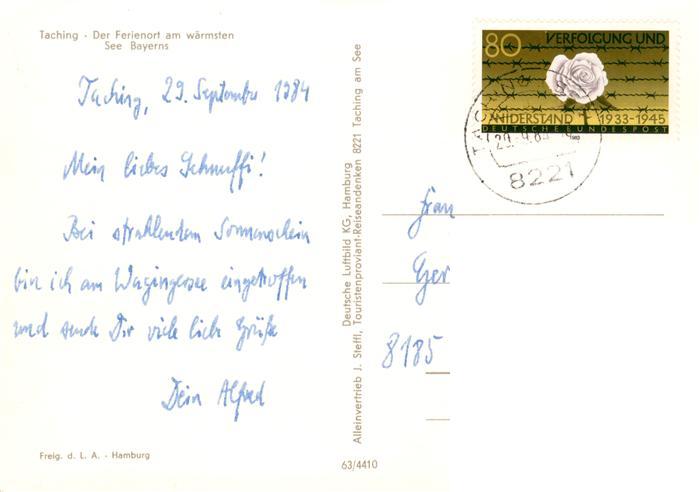 Taching · Der Ferienort am wärmsten
See Bayerns
Taching, 29. September 1984
Mein liebes Schnuffi!
Bei strahlendem Sonnenschein
bin ich am Wagingersee eingetroffen
und sende Dir viele liebe Grüße
Dein Alfred
Freig. d. L. A. - Hamburg
Deutsche Luftbild KG, Hamburg
Alleinvertrieb J. Steffl, Touristenproviant-Reiseandenken 8221 Taching am See
63/4410
80 VERFOLGUNG UND
WIDERSTAND 1933-1945
DEUTSCHE BUNDESPOST
8221
Frau
Ger
8185